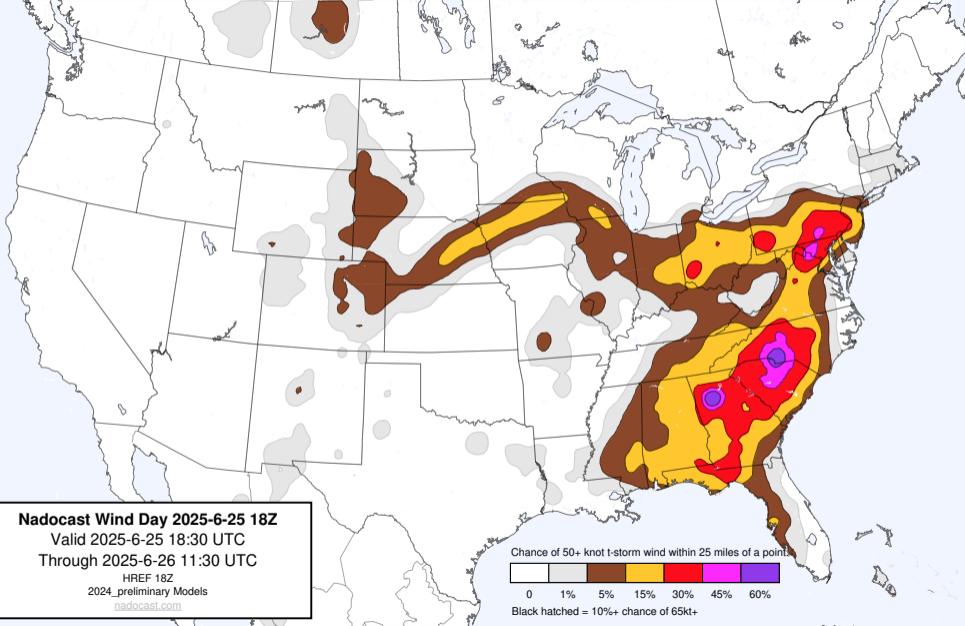 Nadocast Wind Day 2025-6-25 18Z
Valid 2025-6-25 18:30 UTC
Through 2025-6-26 11:30 UTC
HREF 18Z
2024_preliminary Models
nadocast.com
Chance of 50+ knot t-storm wind within 25 miles of a point.
0 1% 5% 15% 30% 45% 60%
Black hatched = 10%+ chance of 65kt+